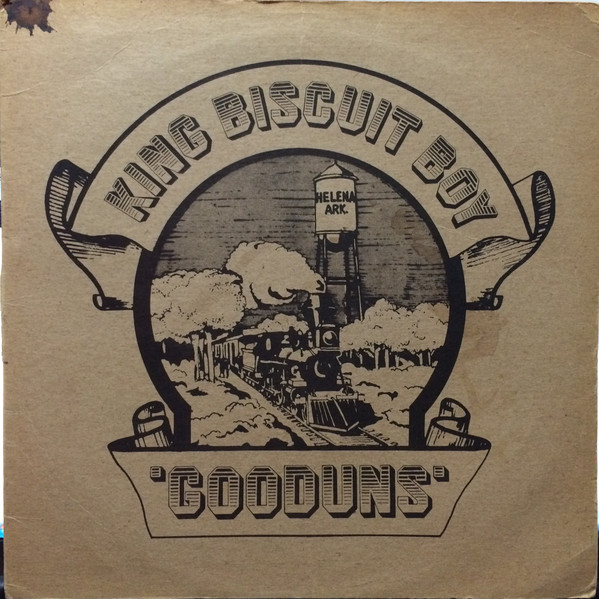 KING BISCUIT BOY
HELENA
ARK.
'GOODUNS'